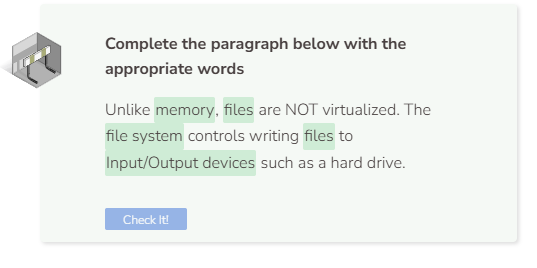 Complete the paragraph below with the
appropriate words
Unlike memory, files are NOT virtualized. The
file system controls writing files to
Input/Output devices such as a hard drive.
Check It!